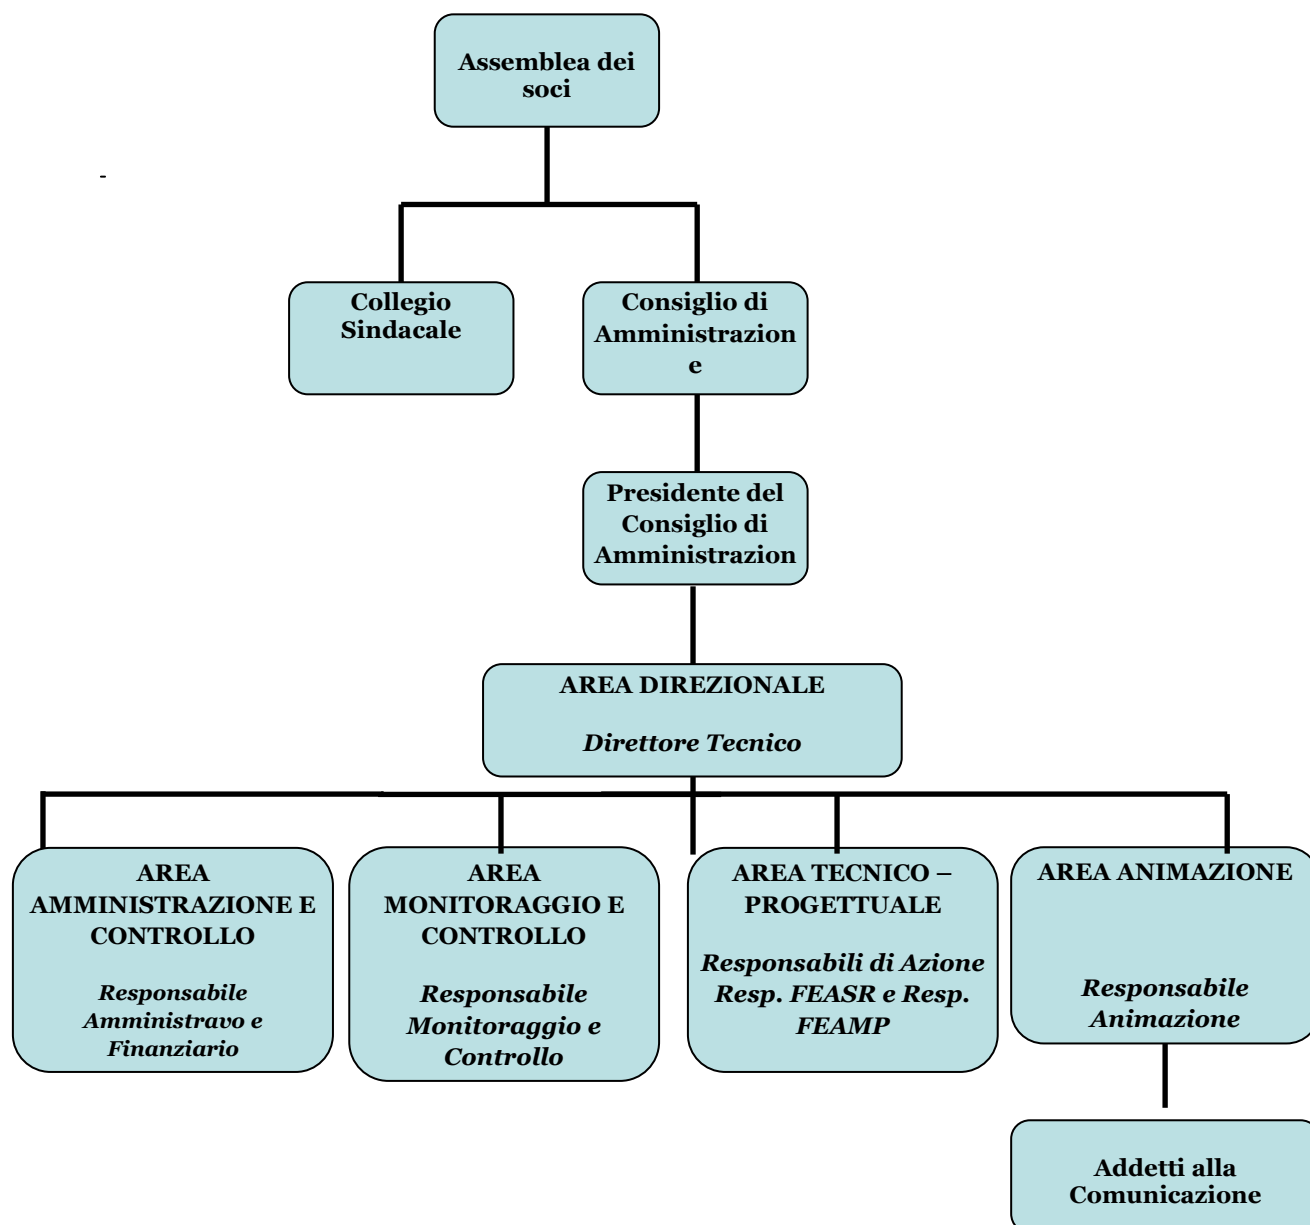 Assemblea dei
soci
-
Collegio
Sindacale
Consiglio di
Amministrazion
e
Presidente del
Consiglio di
Amministrazion
AREA DIREZIONALE
Direttore Tecnico
AREA
AMMINISTRAZIONE E
CONTROLLO
Responsabile
Amministravo e
Finanziario
AREA
MONITORAGGIO E
CONTROLLO
Responsabile
Monitoraggio e
Controllo
AREA TECNICO –
PROGETTUALE
Responsabili di Azione
Resp. FEASR e Resp.
FEAMP
AREA ANIMAZIONE
Responsabile
Animazione
Addetti alla
Comunicazione